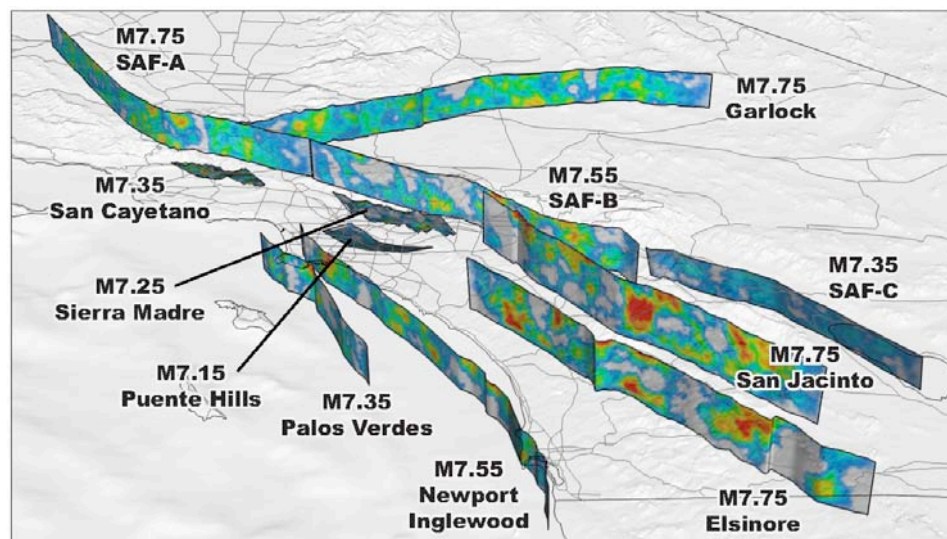 M7.75
SAF-A
M7.75
Garlock
M7.35
San Cayetano
M7.55
SAF-B
M7.25
Sierra Madre
M7.35
SAF-C
M7.15
Puente Hills
M7.35
Palos Verdes
M7.75
San Jacinto
M7.55
Newport
Inglewood
M7.75
Elsinore